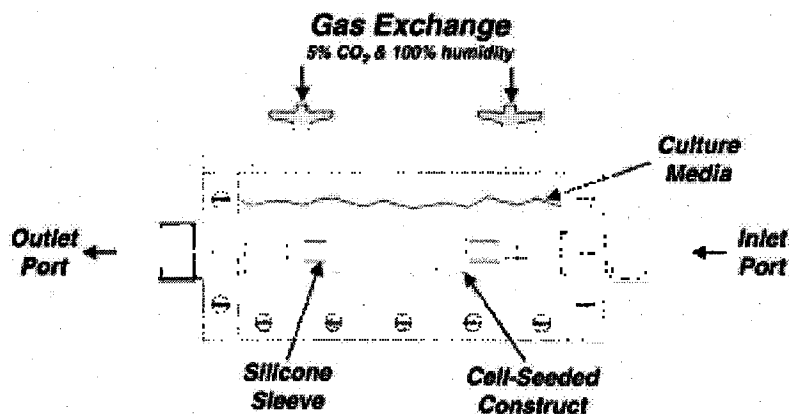 Gas Exchange
5% CO₂ & 100% humidity
Culture
Media
Outlet
Port
Inlet
Port
Silicone
Sleeve
Cell-Seeded
Construct